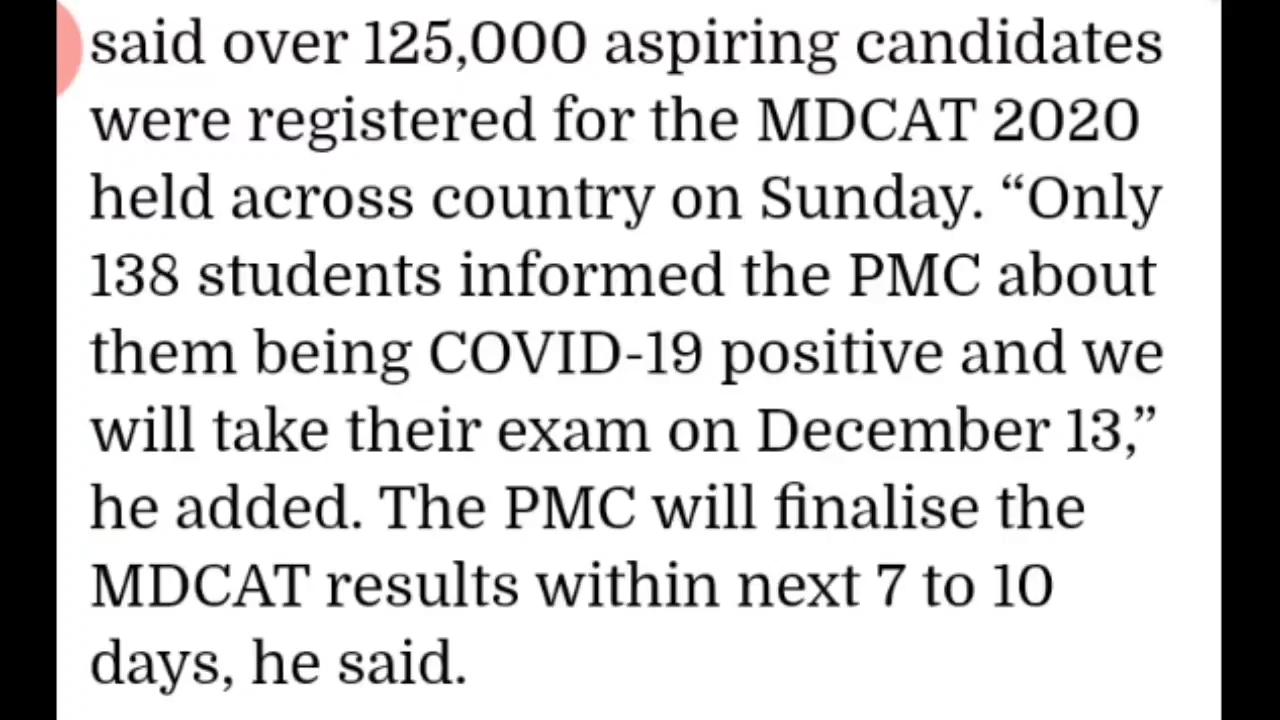 said over 125,000 aspiring candidates
were registered for the MDCAT 2020
held across country on Sunday. “Only
138 students informed the PMC about
them being COVID-19 positive and we
will take their exam on December 13,”
he added. The PMC will finalise the
MDCAT results within next 7 to 10
days, he said.